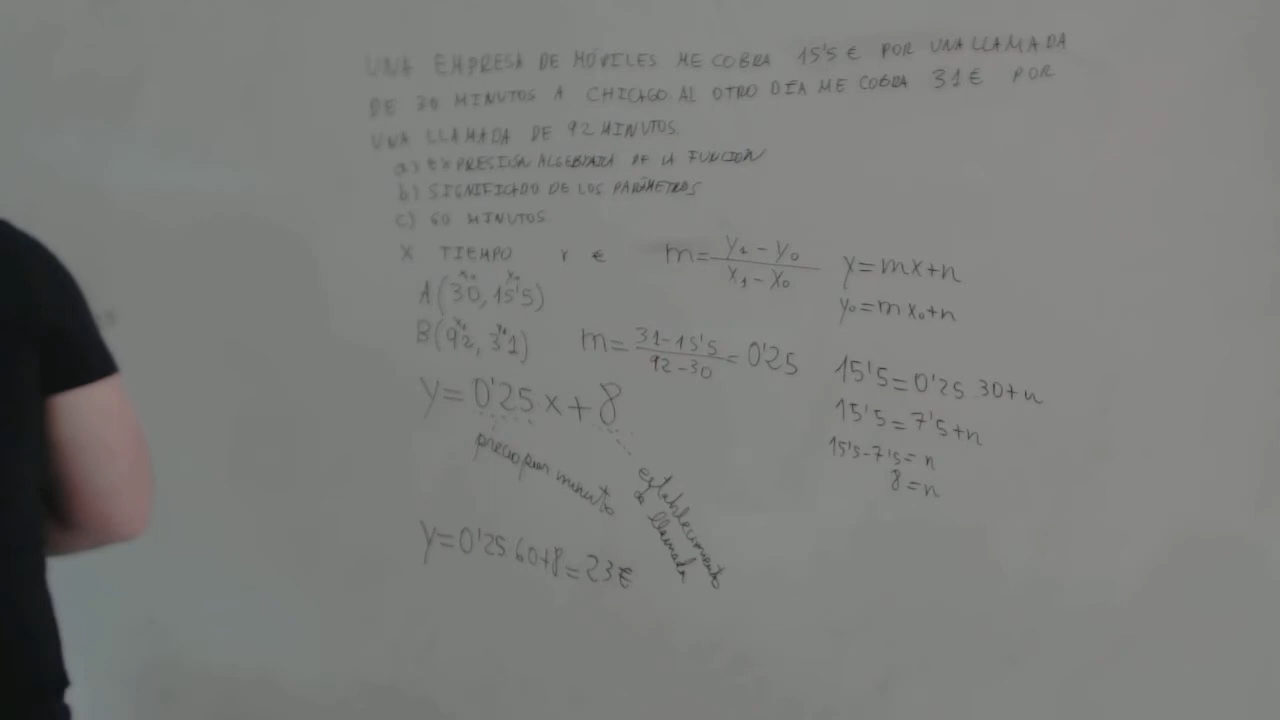 UNA EMPRESA DE MÓVILES ME COBRA 15'5 € POR UNA LLAMADA
DE 30 MINUTOS A CHICAGO. AL OTRO DÍA ME COBRA 31 € POR
UNA LLAMADA DE 92 MINUTOS.
a) EXPRESIÓN ALGEBRAICA DE LA FUNCIÓN
b) SIGNIFICADO DE LOS PARÁMETROS
c) 60 MINUTOS.
X TIEMPO Y €
m = (y₁ - y₀) / (x₁ - x₀)
y = mx + n
y₀ = mx₀ + n
x₀ y₀
A(30, 15'5)
B(92, 31)
m = (31 - 15'5) / (92 - 30) = 0'25
15'5 = 0'25 30 + n
15'5 = 7'5 + n
15'5 - 7'5 = n
8 = n
y = 0'25 x + 8
precio por minuto
establecimiento
de llamada
y = 0'25 60 + 8 = 23 €